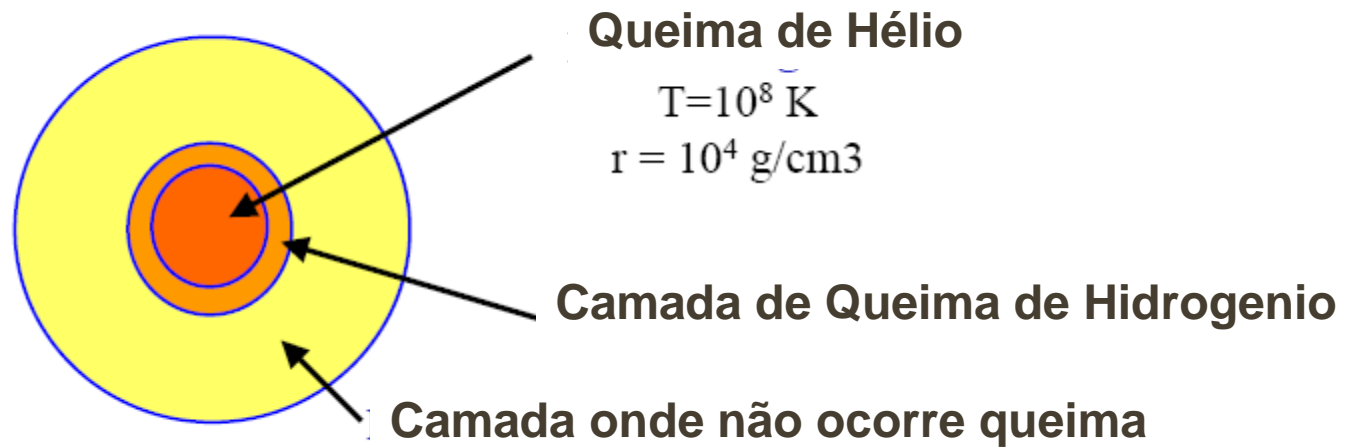 Queima de Hélio
T=10⁸ K
r = 10⁴ g/cm3
Camada de Queima de Hidrogenio
Camada onde não ocorre queima